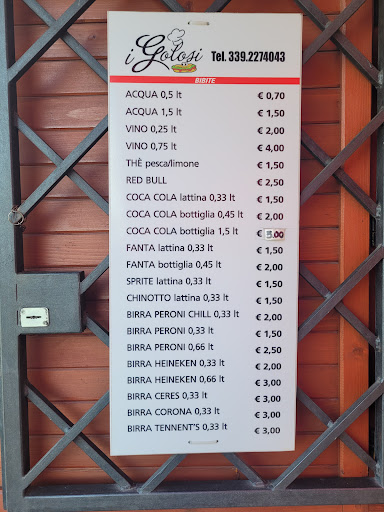 i Golosi Tel. 339.2274043
BIBITE
ACQUA 0,5 lt € 0,70
ACQUA 1,5 lt € 1,50
VINO 0,25 lt € 2,00
VINO 0,75 lt € 4,00
THÈ pesca/limone € 1,50
RED BULL € 2,50
COCA COLA lattina 0,33 lt € 1,50
COCA COLA bottiglia 0,45 lt € 2,00
COCA COLA bottiglia 1,5 lt € 3,00
FANTA lattina 0,33 lt € 1,50
FANTA bottiglia 0,45 lt € 2,00
SPRITE lattina 0,33 lt € 1,50
CHINOTTO lattina 0,33 lt € 1,50
BIRRA PERONI CHILL 0,33 lt € 2,00
BIRRA PERONI 0,33 lt € 1,50
BIRRA PERONI 0,66 lt € 2,50
BIRRA HEINEKEN 0,33 lt € 2,00
BIRRA HEINEKEN 0,66 lt € 3,00
BIRRA CERES 0,33 lt € 3,00
BIRRA CORONA 0,33 lt € 3,00
BIRRA TENNENT'S 0,33 lt € 3,00